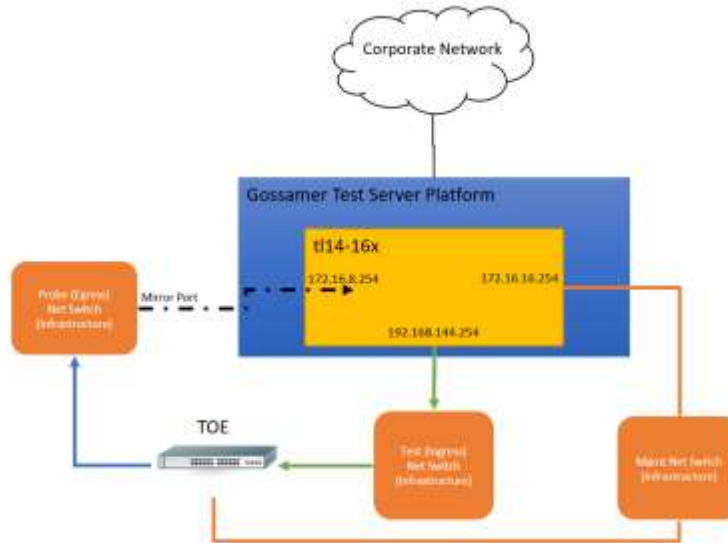 Corporate Network
Gossamer Test Server Platform
tl14-16x
172.16.8.254
172.16.16.254
192.168.144.254
Probe (Egress)
Net Switch
(Infrastructure)
Mirror Port
TOE
Test (Ingress)
Net Switch
(Infrastructure)
Net Switch
(Infrastructure)